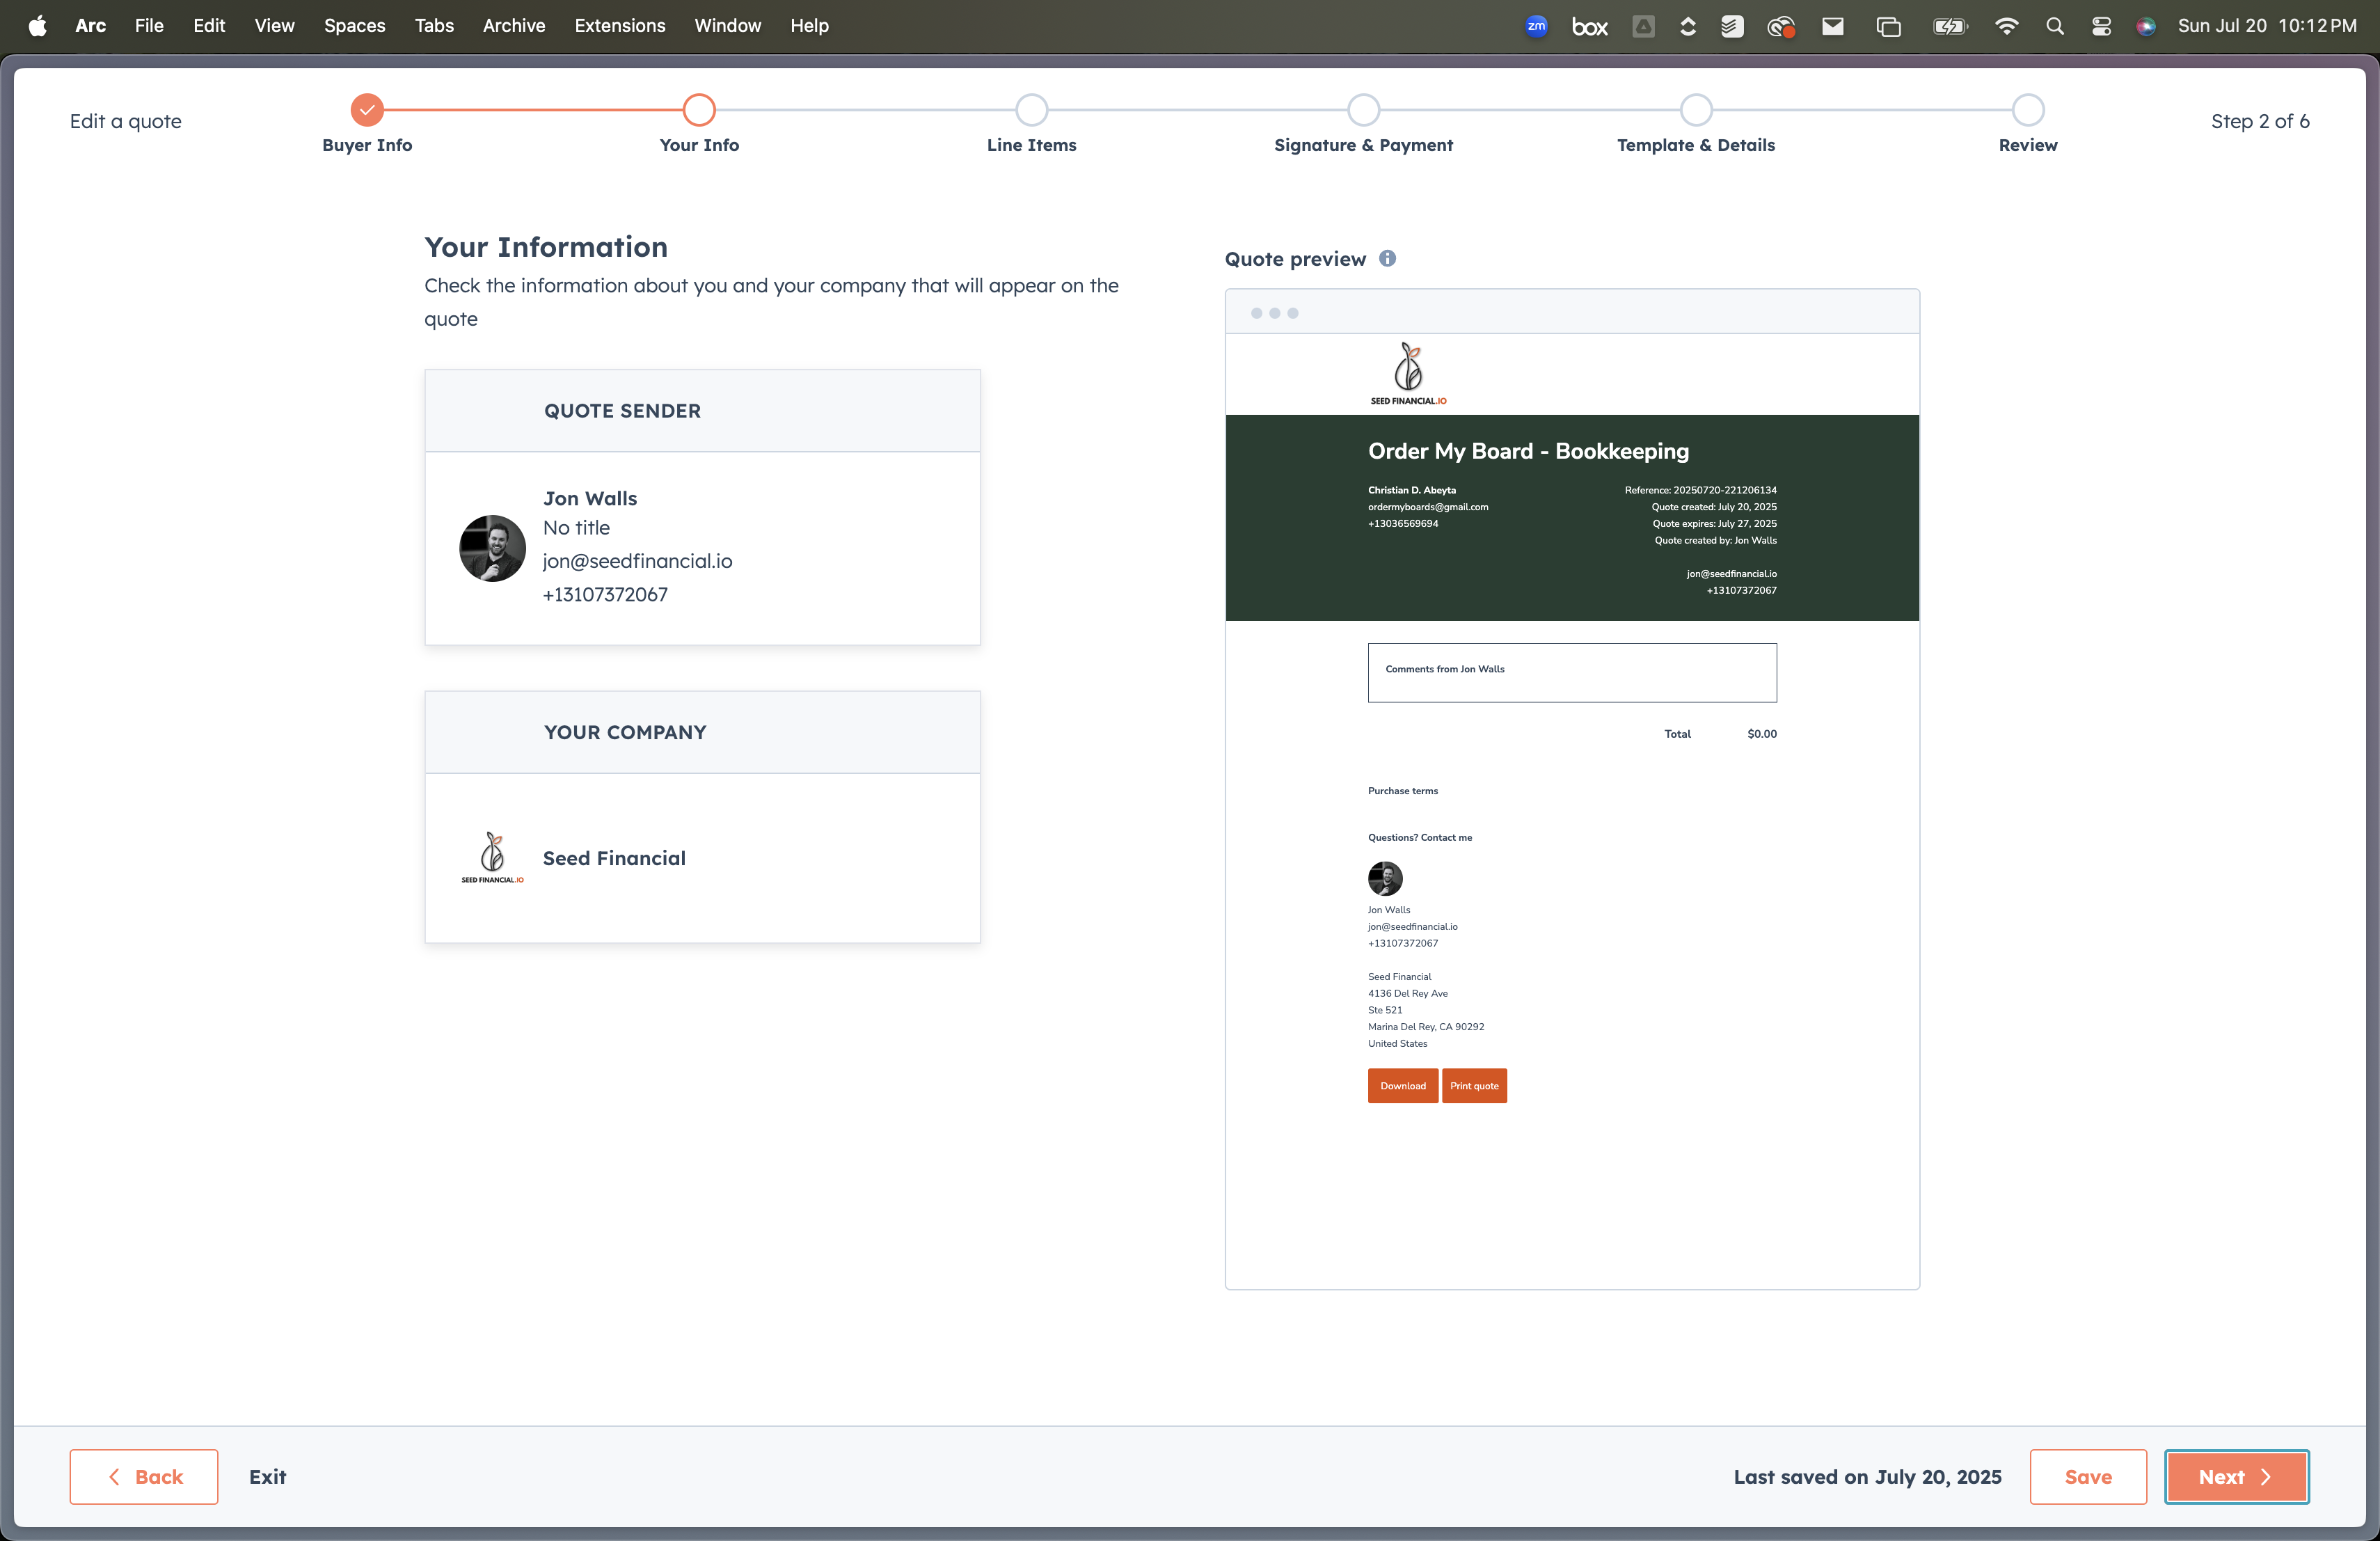 Arc File Edit View Spaces Tabs Archive Extensions Window Help
zm box Sun Jul 20 10:12 PM
Edit a quote
Buyer Info
Your Info
Line Items
Signature & Payment
Template & Details
Review
Step 2 of 6
Your Information
Check the information about you and your company that will appear on the
quote
QUOTE SENDER
Jon Walls
No title
jon@seedfinancial.io
+13107372067
YOUR COMPANY
SEED FINANCIAL.IO
Seed Financial
Quote preview
SEED FINANCIAL.IO
Order My Board - Bookkeeping
Christian D. Abeyta
ordermyboards@gmail.com
+13036569694
Reference: 20250720-221206134
Quote created: July 20, 2025
Quote expires: July 27, 2025
Quote created by: Jon Walls
jon@seedfinancial.io
+13107372067
Comments from Jon Walls
Total $0.00
Purchase terms
Questions? Contact me
Jon Walls
jon@seedfinancial.io
+13107372067
Seed Financial
4136 Del Rey Ave
Ste 521
Marina Del Rey, CA 90292
United States
Download
Print quote
Back
Exit
Last saved on July 20, 2025
Save
Next